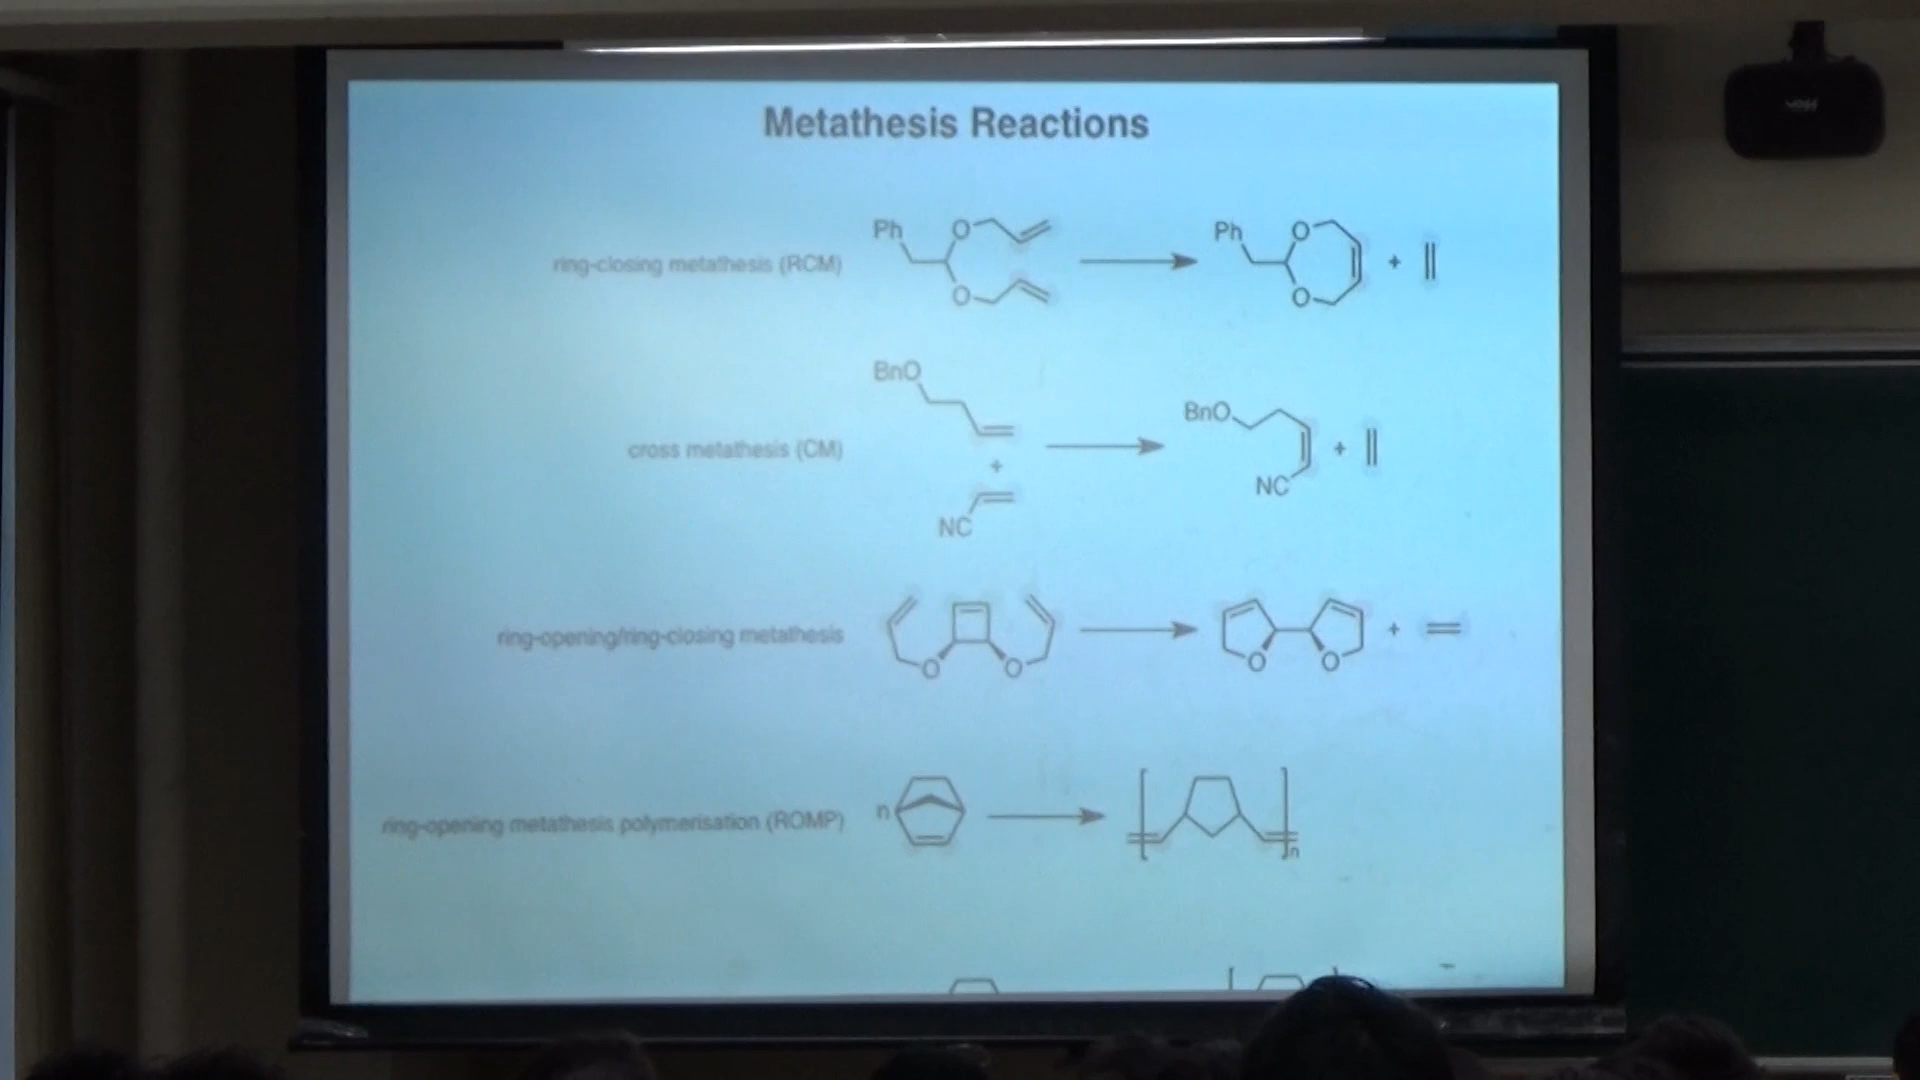 Metathesis Reactions
ring-closing metathesis (RCM)
Ph O O
Ph O O +
cross metathesis (CM)
BnO
+
NC
BnO
NC
+
ring-opening/ring-closing metathesis
O O
O O +
ring-opening metathesis polymerisation (ROMP)
n
n